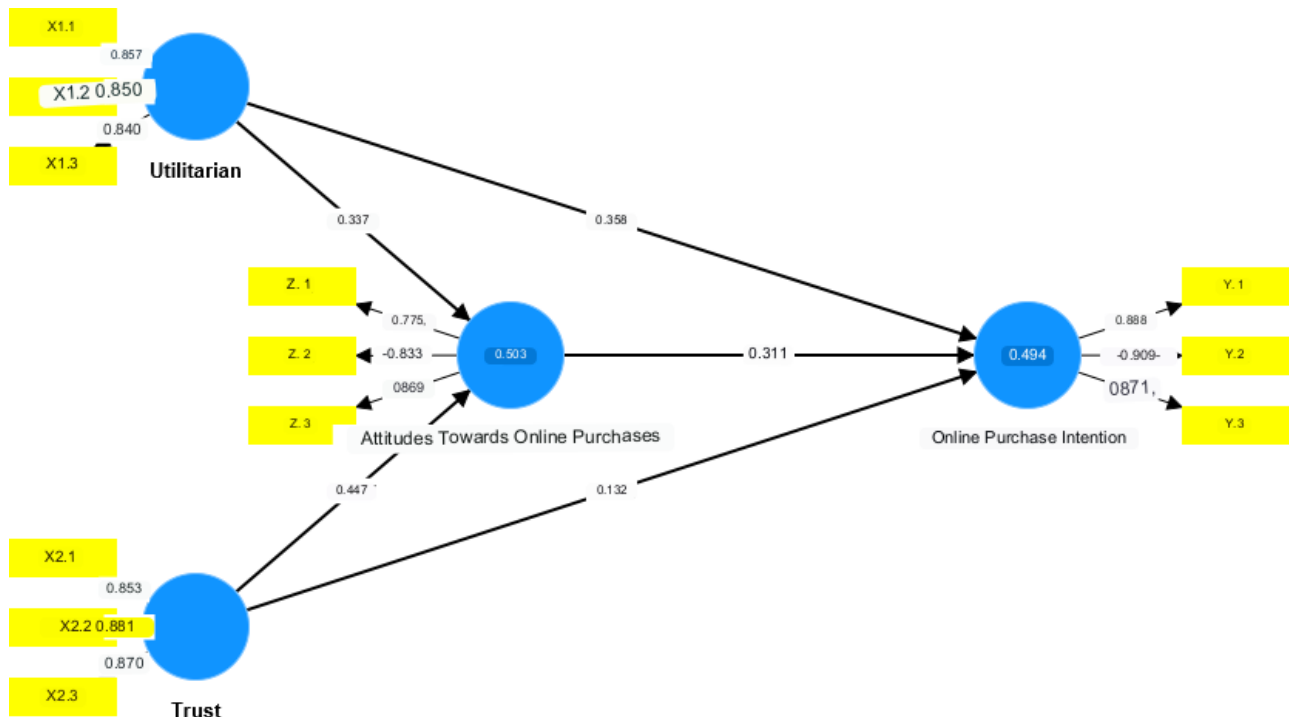 X1.1
0.857
X1.2 0.850
0.840
X1.3
Utilitarian
0.337
0.358
Z. 1
0.775,
Z. 2
-0.833
0869
Z. 3
0.503
Attitudes Towards Online Purchases
0.311
0.494
Online Purchase Intention
0.888
Y. 1
-0.909-
Y.2
0871,
Y.3
0.447
0.132
X2.1
0.853
X2.2 0.881
0.870
X2.3
Trust